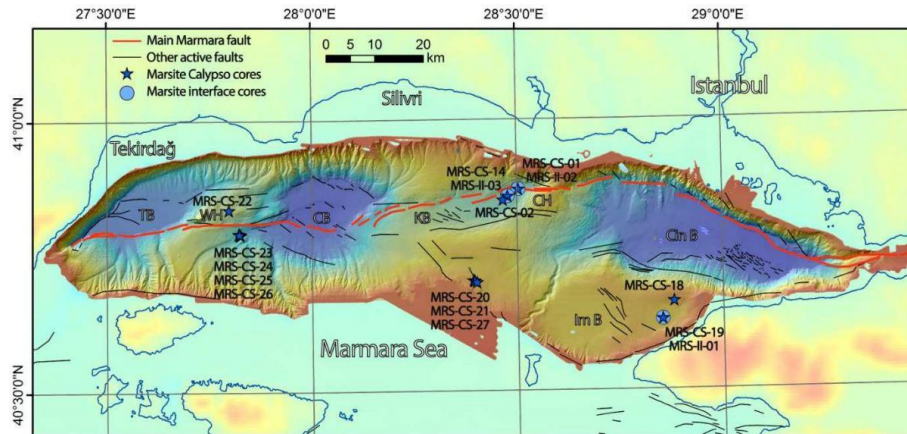 27°30'0"E
28°0'0"E
28°30'0"E
29°0'0"E
Main Marmara fault
Other active faults
Marsite Calypso cores
Marsite interface cores
0 5 10 20
km
Istanbul
Silivri
41°0'0"N
Tekirdağ
MRS-CS-01
MRS-CS-14
MRS-II-03
MRS-II-02
MRS-CS-02
CH
MRS-CS-22
TB
WH
CB
KB
Cin B
MRS-CS-23
MRS-CS-24
MRS-CS-25
MRS-CS-26
MRS-CS-18
MRS-CS-20
MRS-CS-21
MRS-CS-27
Im B
MRS-CS-19
MRS-II-01
Marmara Sea
40°30'0"N